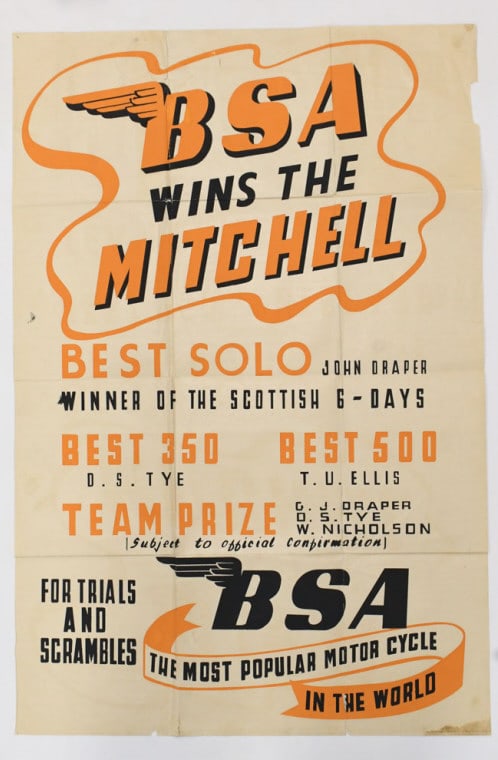 BSA
WINS THE
MITCHELL
BEST SOLO JOHN DRAPER
WINNER OF THE SCOTTISH 6-DAYS
BEST 350
D. S. TYE
BEST 500
T. U. ELLIS
TEAM PRIZE
G. J. DRAPER
D. S. TYE
W. NICHOLSON
(Subject to official confirmation)
FOR TRIALS
AND
SCRAMBLES
BSA
THE MOST POPULAR MOTOR CYCLE
IN THE WORLD